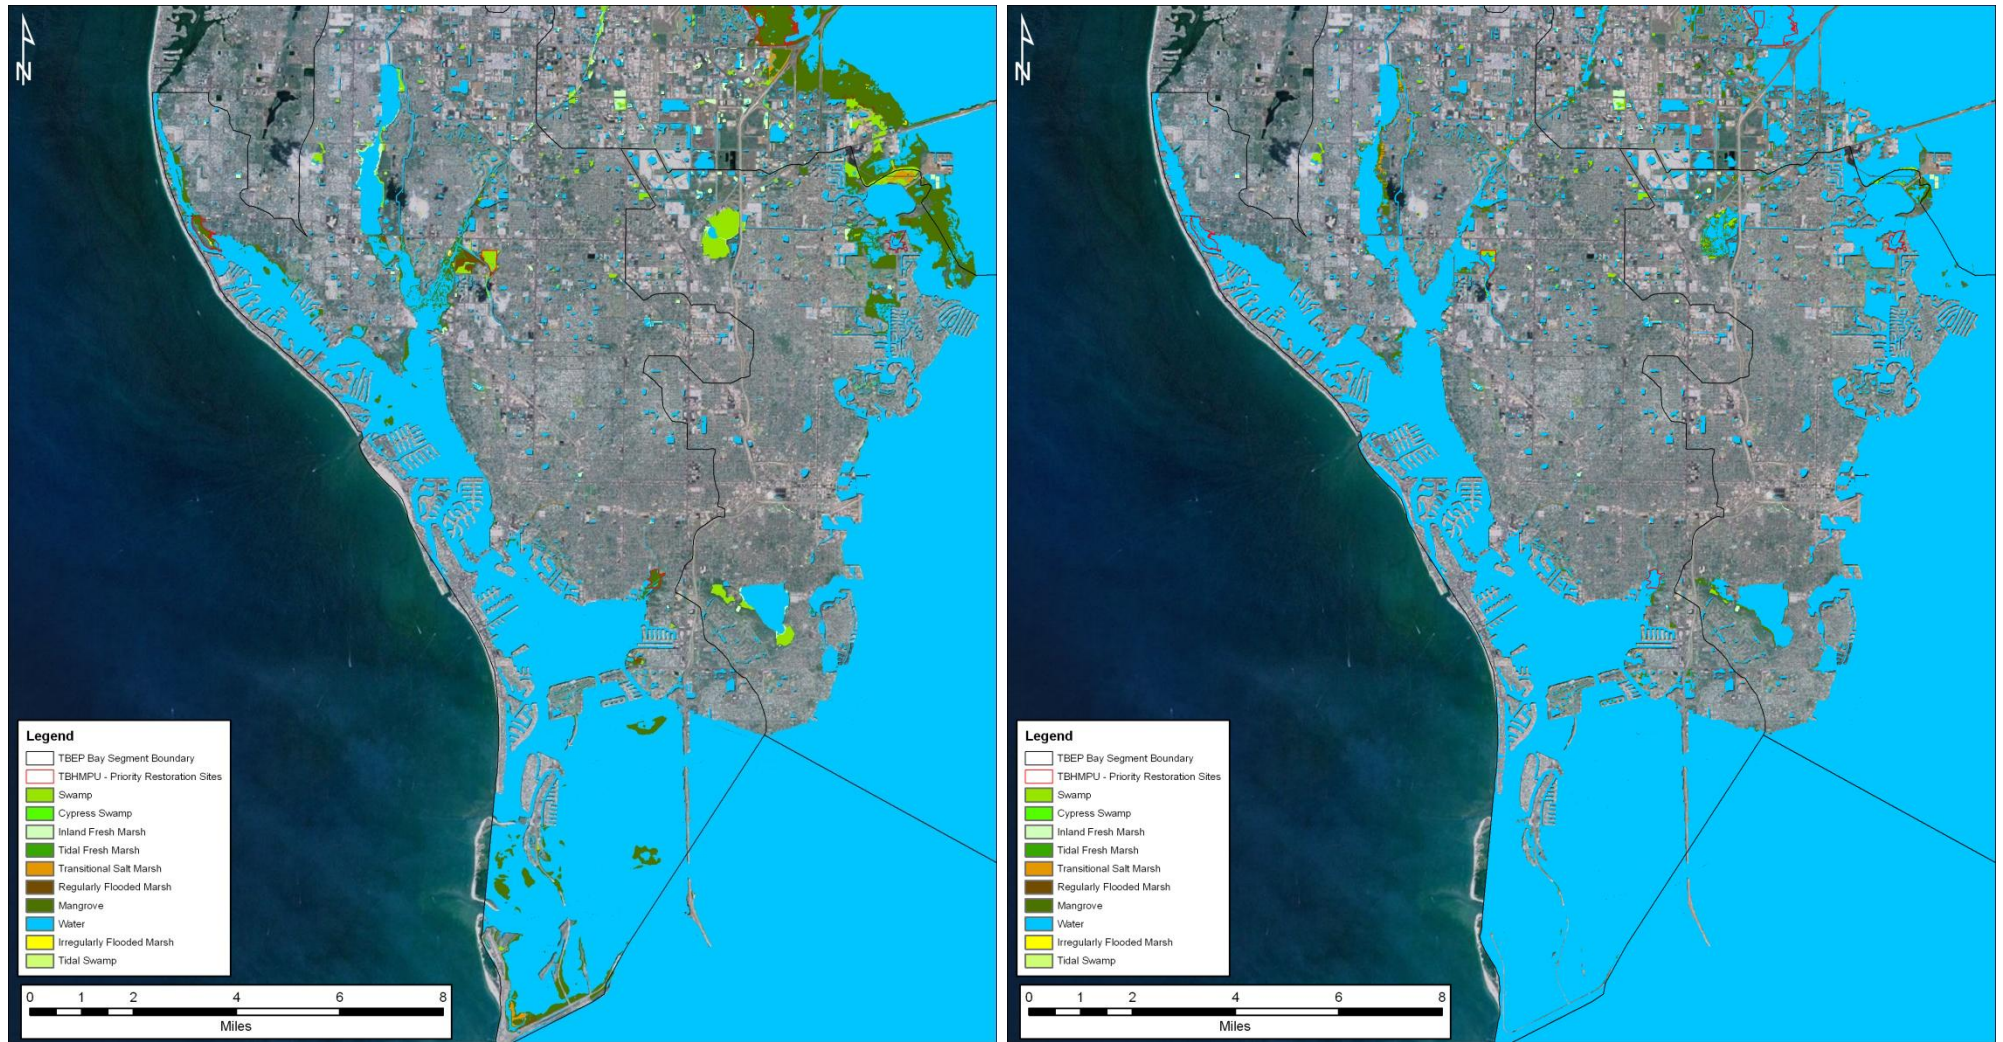 N
Legend
TBEP Bay Segment Boundary
TBHMPU - Priority Restoration Sites
Swamp
Cypress Swamp
Inland Fresh Marsh
Tidal Fresh Marsh
Transitional Salt Marsh
Regularly Flooded Marsh
Mangrove
Water
Irregularly Flooded Marsh
Tidal Swamp
0 1 2 4 6 8
Miles
N
Legend
TBEP Bay Segment Boundary
TBHMPU - Priority Restoration Sites
Swamp
Cypress Swamp
Inland Fresh Marsh
Tidal Fresh Marsh
Transitional Salt Marsh
Regularly Flooded Marsh
Mangrove
Water
Irregularly Flooded Marsh
Tidal Swamp
0 1 2 4 6 8
Miles